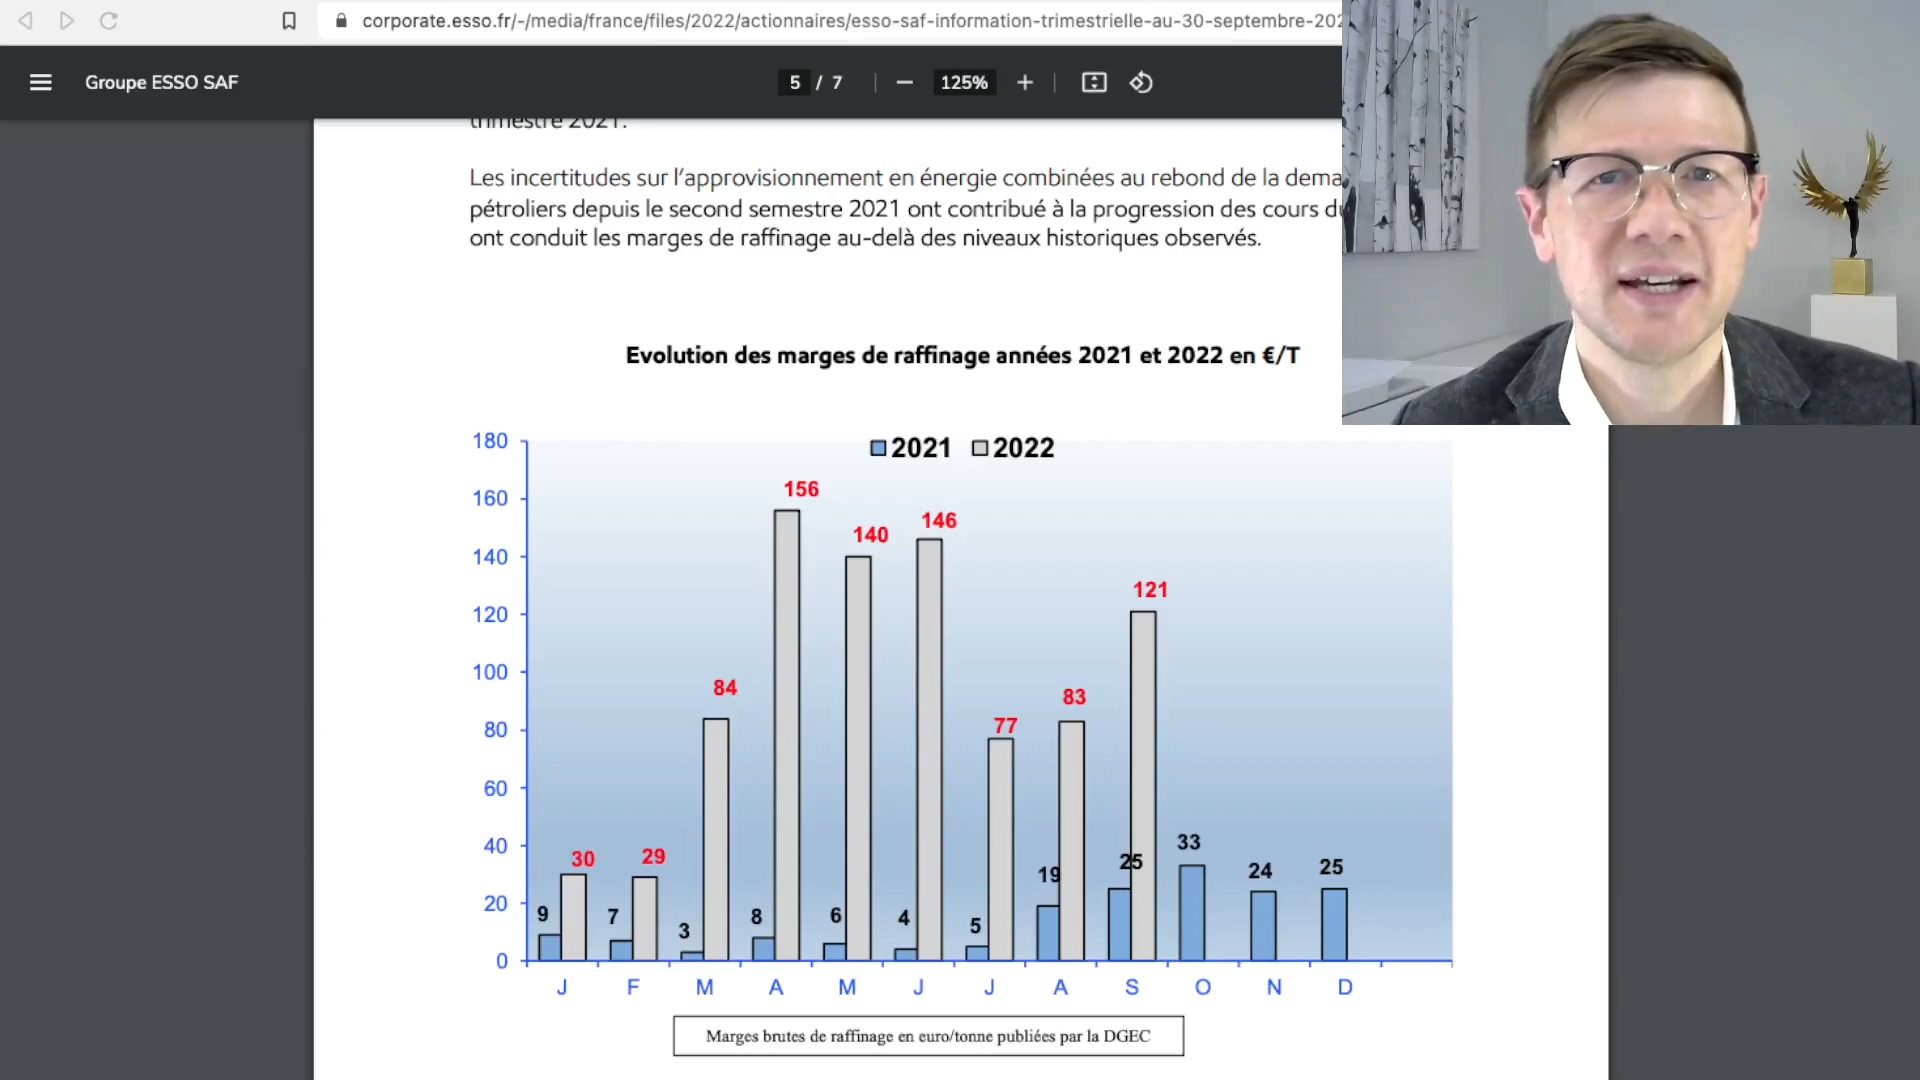 corporate.esso.fr/-/media/france/files/2022/actionnaires/esso-saf-information-trimestrielle-au-30-septembre-202
Groupe ESSO SAF
5 / 7
125%
trimestre 2021.
Les incertitudes sur l'approvisionnement en énergie combinées au rebond de la dema
pétroliers depuis le second semestre 2021 ont contribué à la progression des cours du
ont conduit les marges de raffinage au-delà des niveaux historiques observés.
Evolution des marges de raffinage années 2021 et 2022 en €/T
2021 2022
180
160
140
120
100
80
60
40
20
0
9 30
7 29
3 84
8 156
6 140
4 146
5 77
19 83
25 121
33
24
25
J F M A M J J A S O N D
Marges brutes de raffinage en euro/tonne publiées par la DGEC